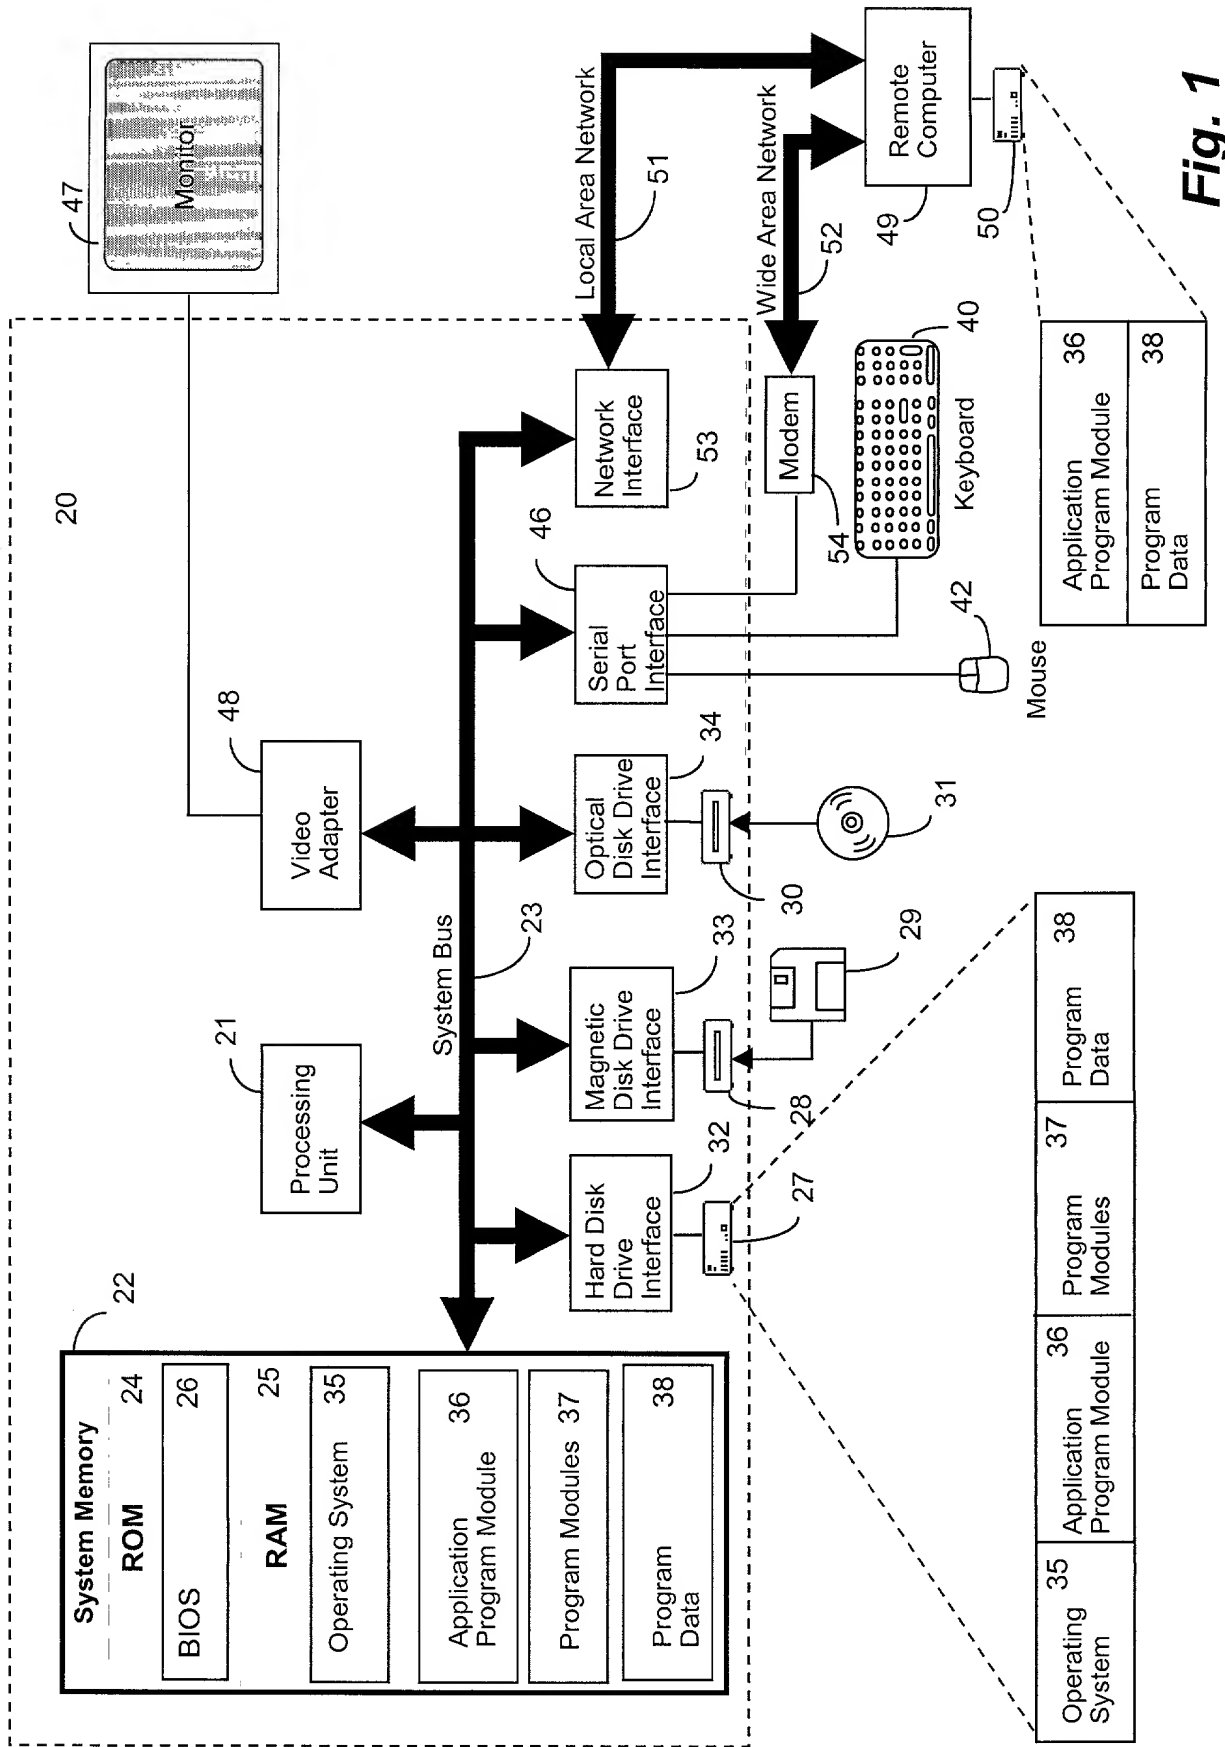 System Memory
22
ROM 24
BIOS 26
RAM 25
Operating System 35
Application
Program Module
36
Program Modules 37
Program
Data
38
20
Processing
Unit
21
Video
Adapter
48
Monitor
47
System Bus
23
Hard Disk
Drive
Interface
32
Magnetic
Disk Drive
Interface
33
Optical
Disk Drive
Interface
34
Serial
Port
Interface
46
Network
Interface
53
Local Area Network
51
27
28
29
30
31
Mouse
42
Modem
54
Wide Area Network
52
Keyboard
40
Remote
Computer
49
50
Operating
System
35
Application
Program Module
36
Program
Modules
37
Program
Data
38
Application
Program Module
36
Program
Data
38
Fig. 1